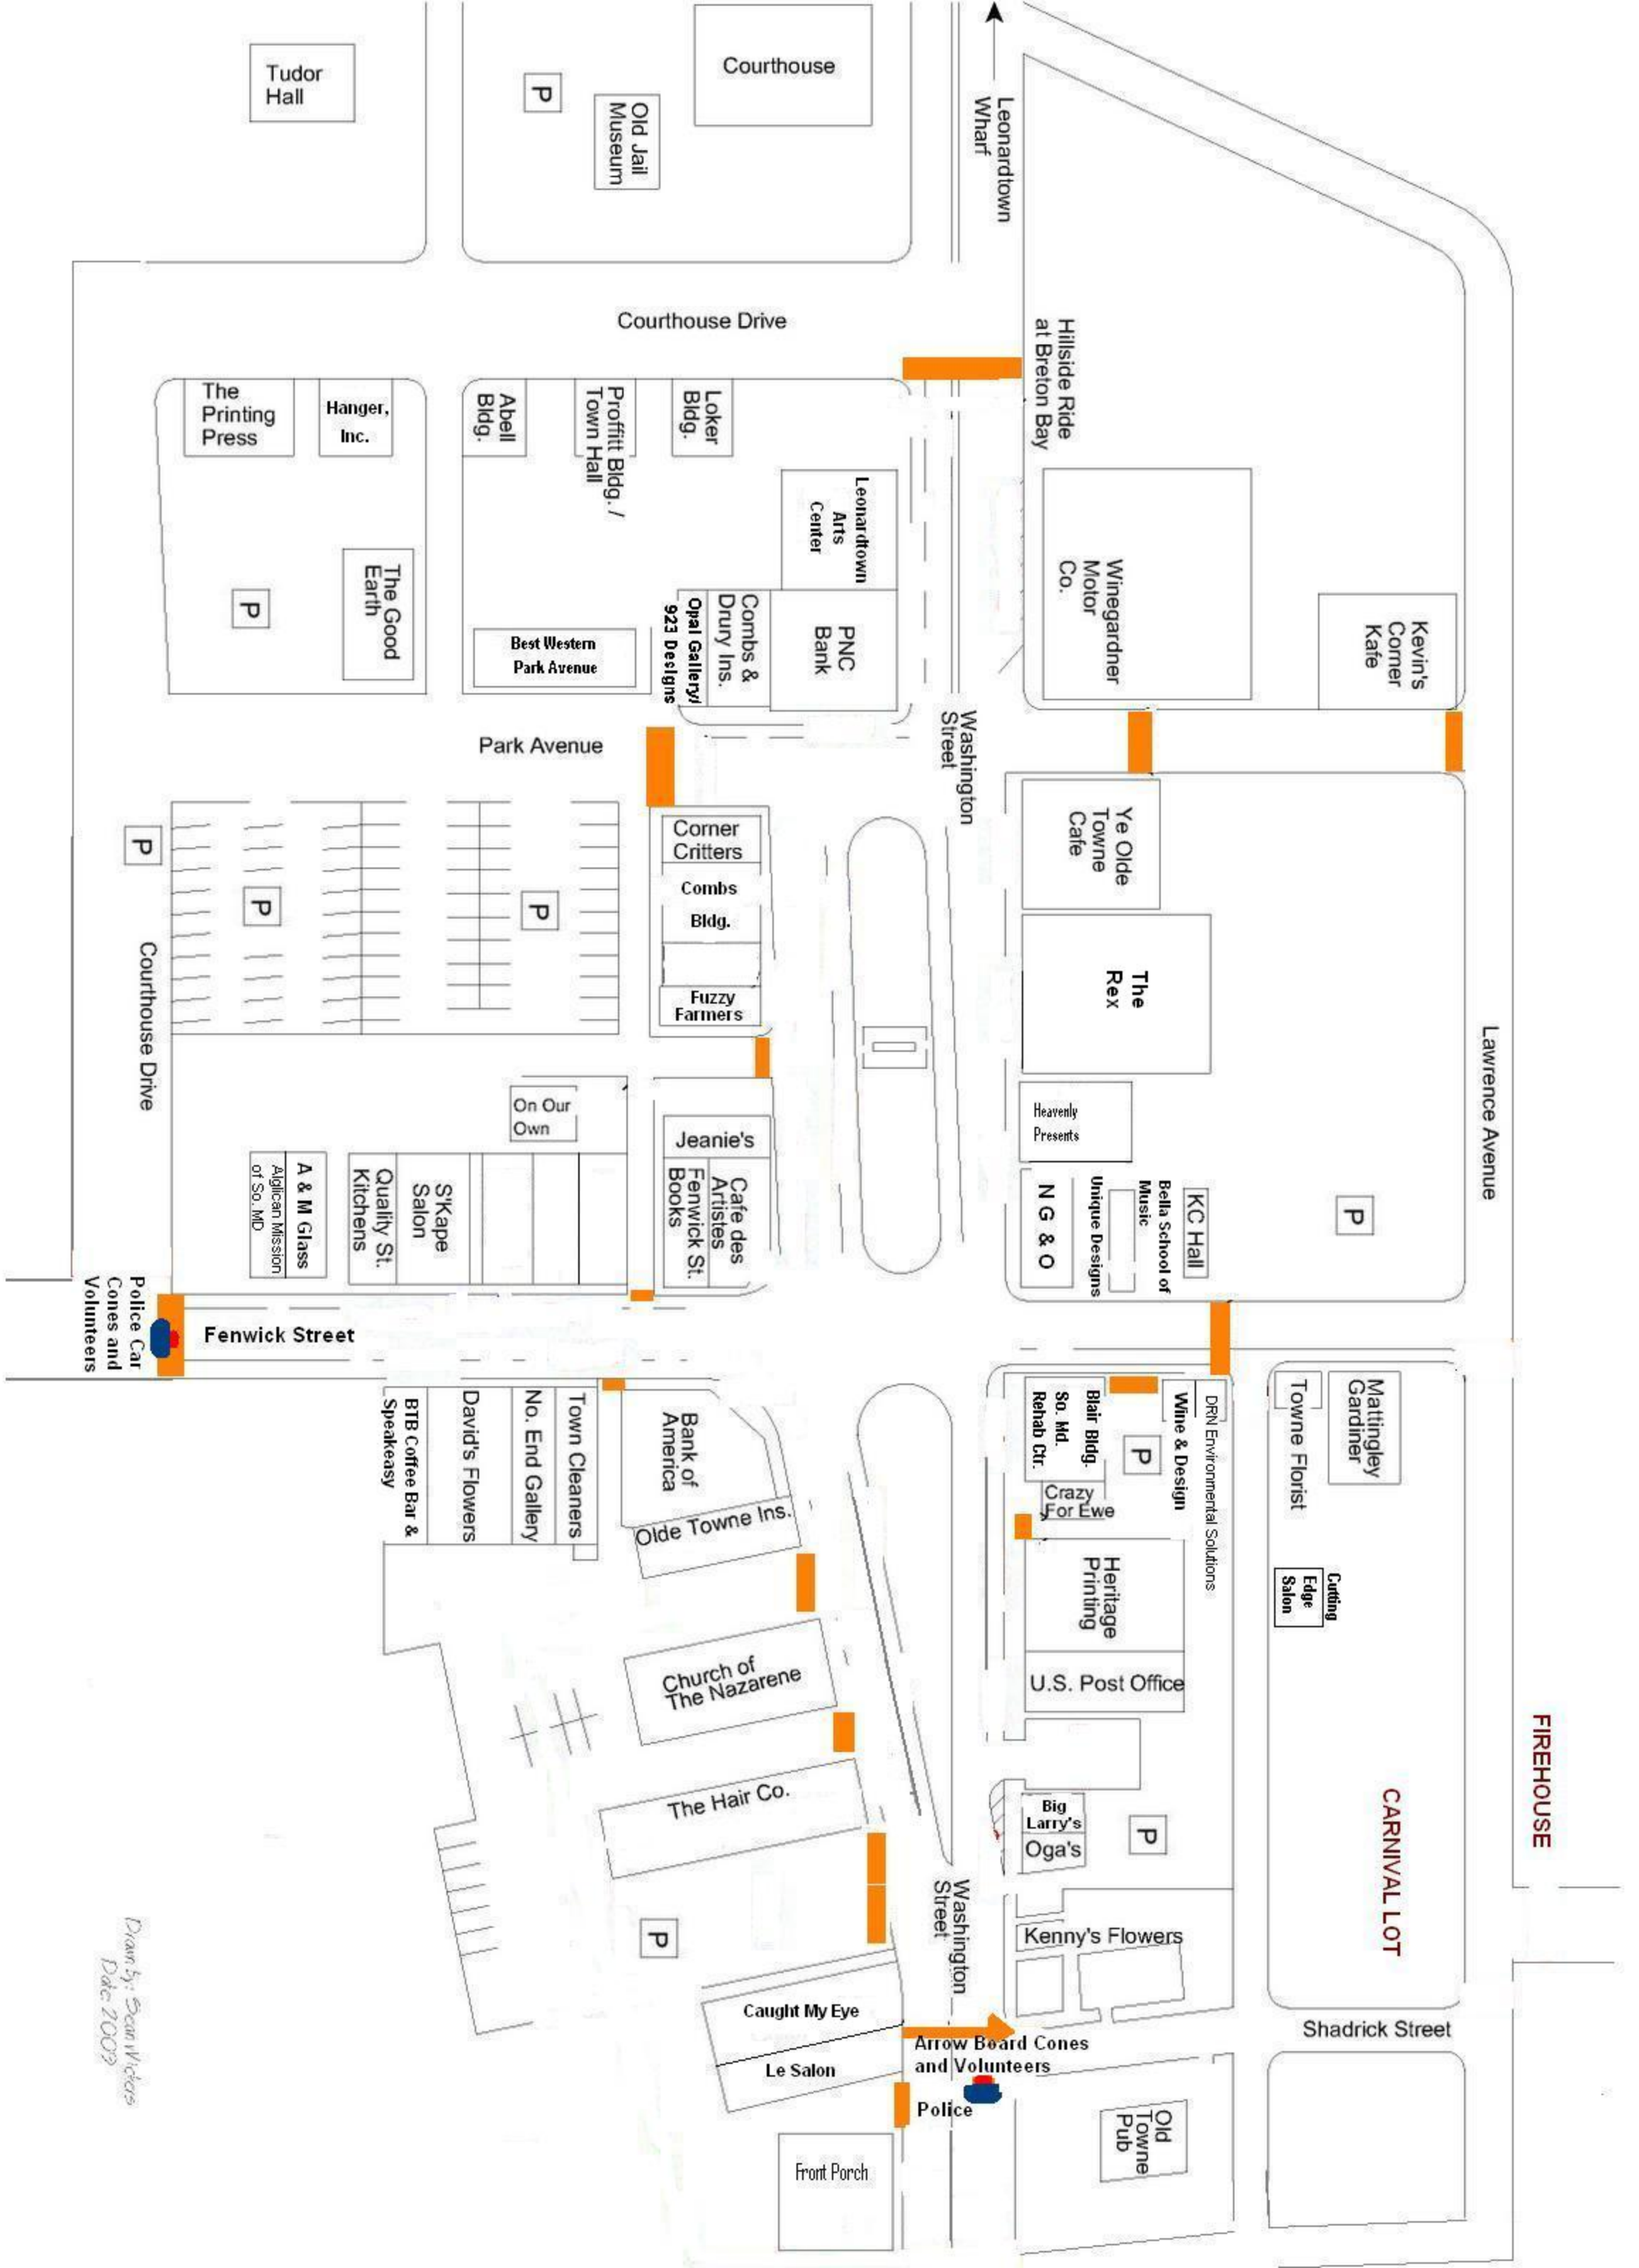 Tudor
Hall
P
Old Jail
Museum
Courthouse
Leonardtown
Wharf
Courthouse Drive
Hillside Ride
at Breton Bay
The
Printing
Press
Hanger,
Inc.
Abell
Bldg.
Proffitt Bldg. /
Town Hall
Loker
Bldg.
Leonardtown
Arts
Center
Winegardner
Motor
Co.
Kevin's
Corner
Kafe
P
The Good
Earth
Best Western
Park Avenue
Opal Gallery/
923 Designs
Combs &
Drury Ins.
PNC
Bank
Park Avenue
Washington
Street
P
P
P
Corner
Critters
Combs
Bldg.
Fuzzy
Farmers
Ye Olde
Towne
Cafe
The
Rex
Courthouse Drive
Lawrence Avenue
On Our
Own
Jeanie's
Heavenly
Presents
A & M Glass
Alglican Mission
of So. MD
Quality St.
Kitchens
S'Kape
Salon
Cafe des
Artistes
Fenwick St.
Books
N G & O
Unique Designs
Bella School of
Music
KC Hall
P
Police Car
Cones and
Volunteers
Fenwick Street
BTB Coffee Bar &
Speakeasy
David's Flowers
No. End Gallery
Town Cleaners
Bank of
America
Olde Towne Ins.
Blair Bldg.
So. Md.
Rehab Ctr.
Crazy
For Ewe
P
Wine & Design
DRN Environmental Solutions
Towne Florist
Mattingley
Gardiner
Heritage
Printing
Cutting
Edge
Salon
Church of
The Nazarene
U.S. Post Office
The Hair Co.
Big
Larry's
Oga's
P
FIREHOUSE
CARNIVAL LOT
P
Washington
Street
Kenny's Flowers
Caught My Eye
Le Salon
Arrow Board Cones
and Volunteers
Police
Shadrick Street
Old
Towne
Pub
Front Porch
Drawn by: Sean
Date: 2009